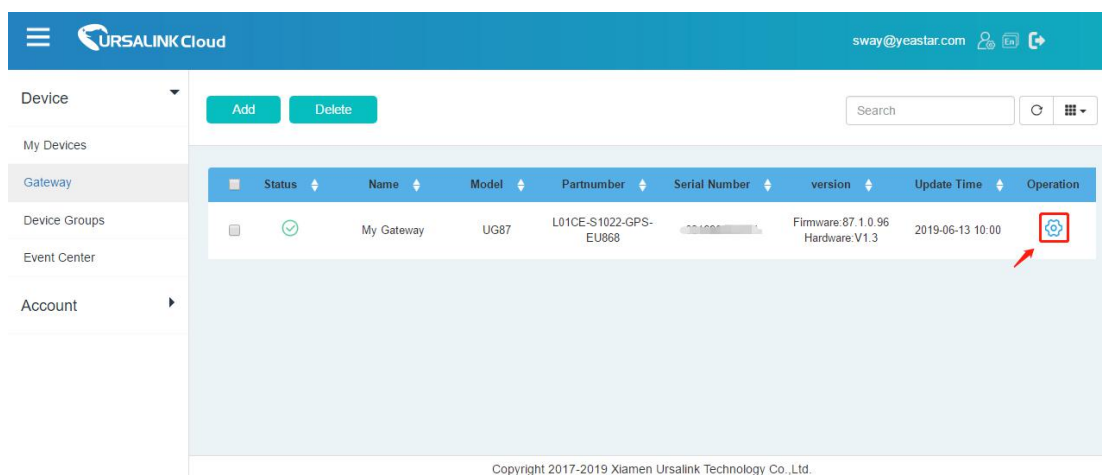 URSALINK Cloud
sway@yeastar.com En
Device
Add Delete
Search
My Devices
Gateway
Status Name Model Partnumber Serial Number version Update Time Operation
Device Groups
My Gateway UG87 L01CE-S1022-GPS-
EU868
Firmware:87.1.0.96
Hardware:V1.3
2019-06-13 10:00
Event Center
Account
Copyright 2017-2019 Xiamen Ursalink Technology Co.,Ltd.